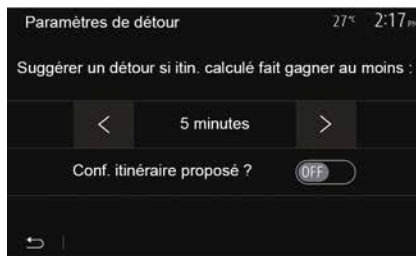 Paramètres de détour 27°C 2:17 PM
Suggérer un détour si itin. calculé fait gagner au moins :
< 5 minutes >
Conf. itinéraire proposé ? OFF